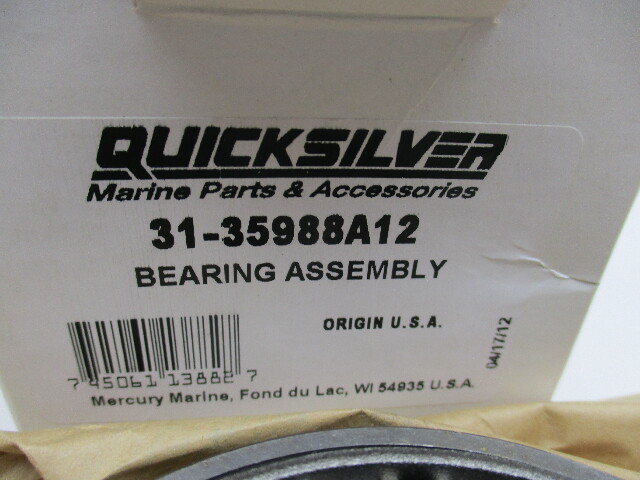 QUICKSILVER
Marine Parts & Accessories
31-35988A12
BEARING ASSEMBLY
ORIGIN U.S.A.
04/17/12
7 45061 13882 7
Mercury Marine, Fond du Lac, WI 54935 U.S.A.